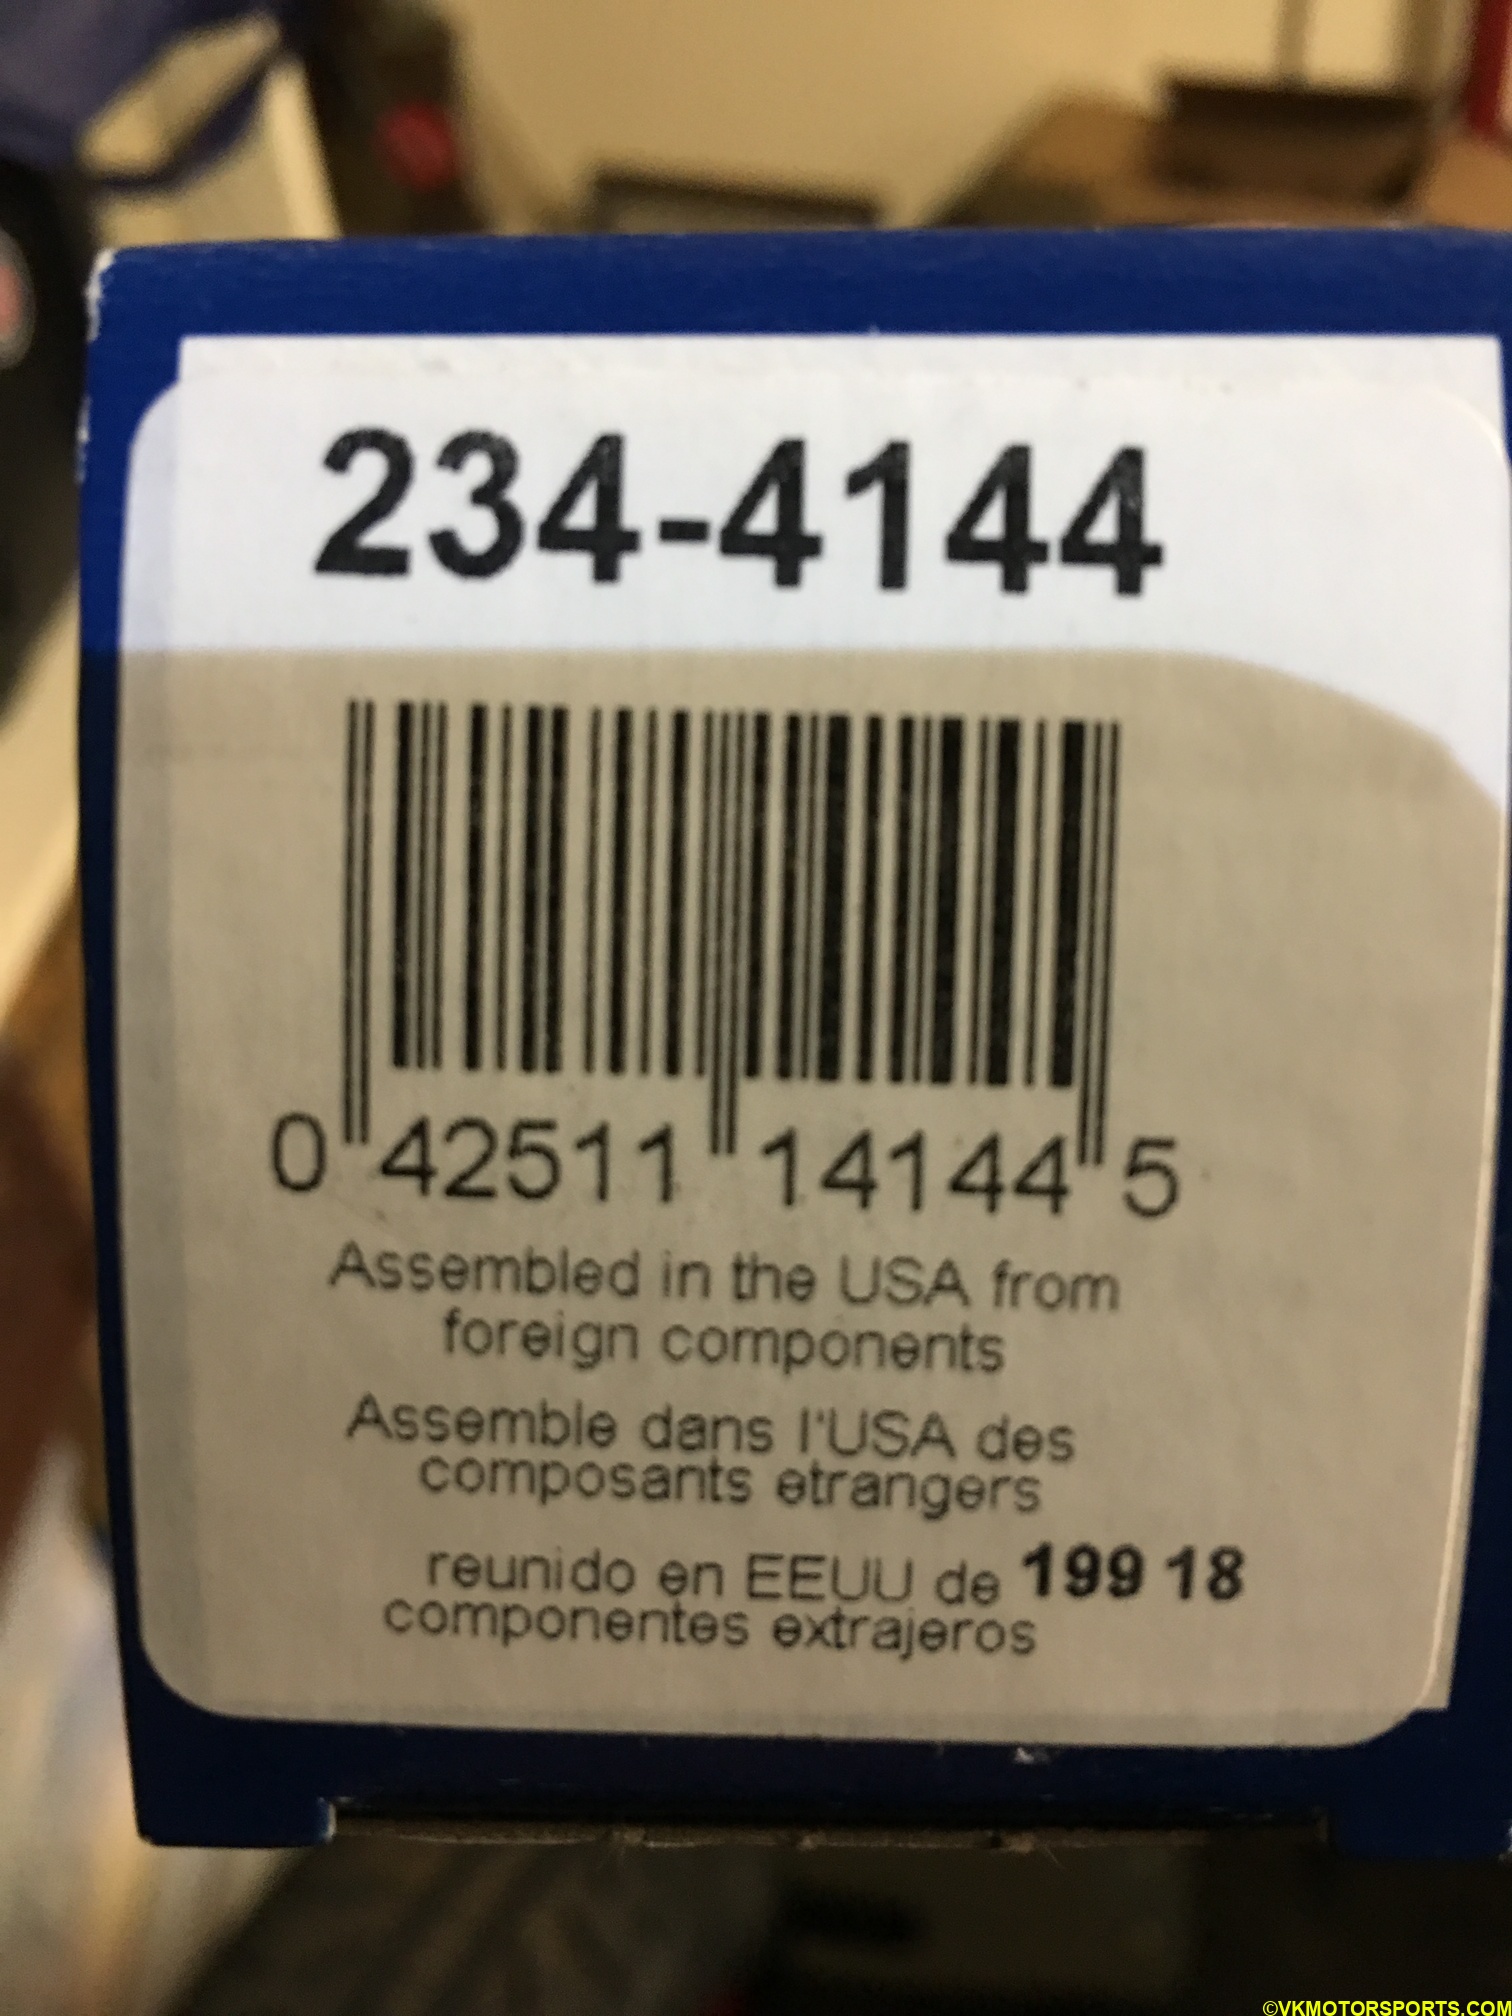 234-4144
0 42511 14144 5
Assembled in the USA from
foreign components
Assemble dans l'USA des
composants etrangers
reunido en EEUU de 199 18
componentes extrajeros
©VKMOTORSPORTS.COM